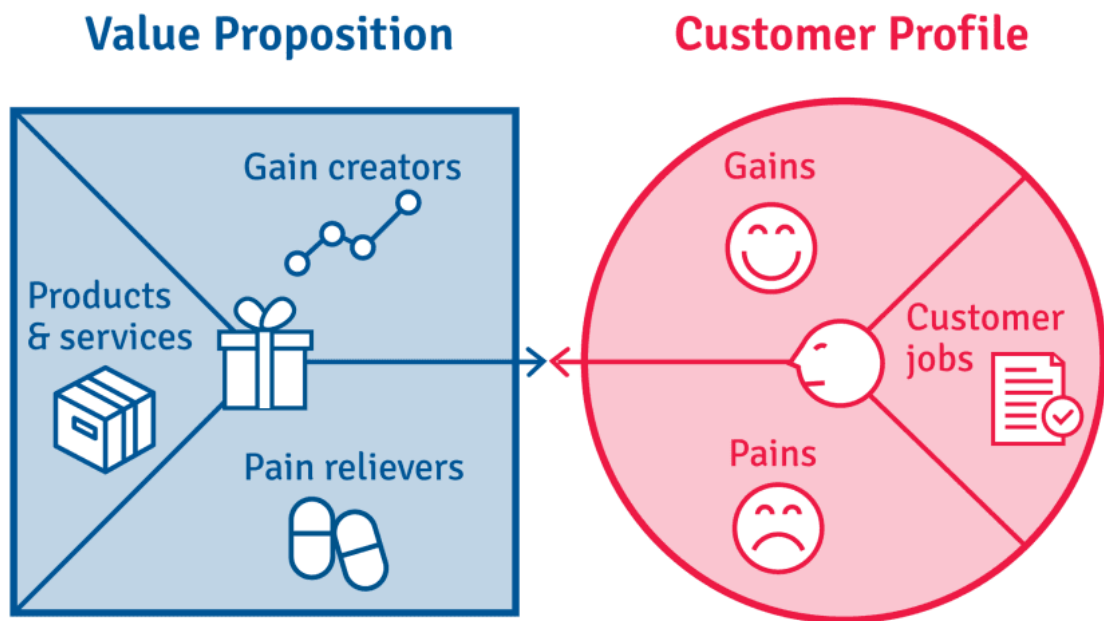 Value Proposition
Customer Profile
Gain creators
Products
& services
Pain relievers
Gains
Customer
jobs
Pains